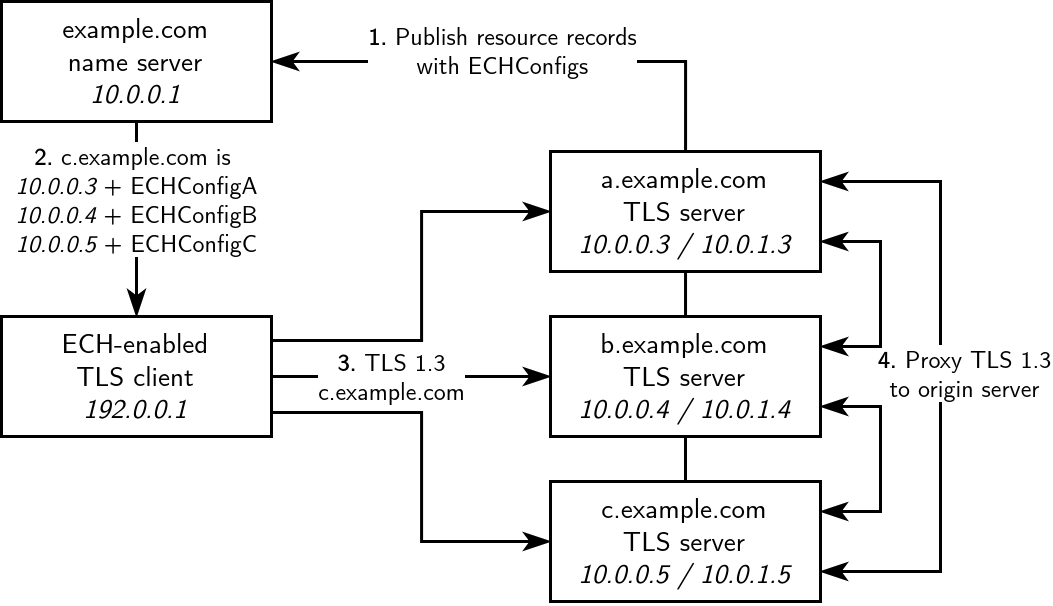 example.com
name server
10.0.0.1
1. Publish resource records
with ECHConfigs
2. c.example.com is
10.0.0.3 + ECHConfigA
10.0.0.4 + ECHConfigB
10.0.0.5 + ECHConfigC
a.example.com
TLS server
10.0.0.3 / 10.0.1.3
ECH-enabled
TLS client
192.0.0.1
3. TLS 1.3
c.example.com
b.example.com
TLS server
10.0.0.4 / 10.0.1.4
4. Proxy TLS 1.3
to origin server
c.example.com
TLS server
10.0.0.5 / 10.0.1.5